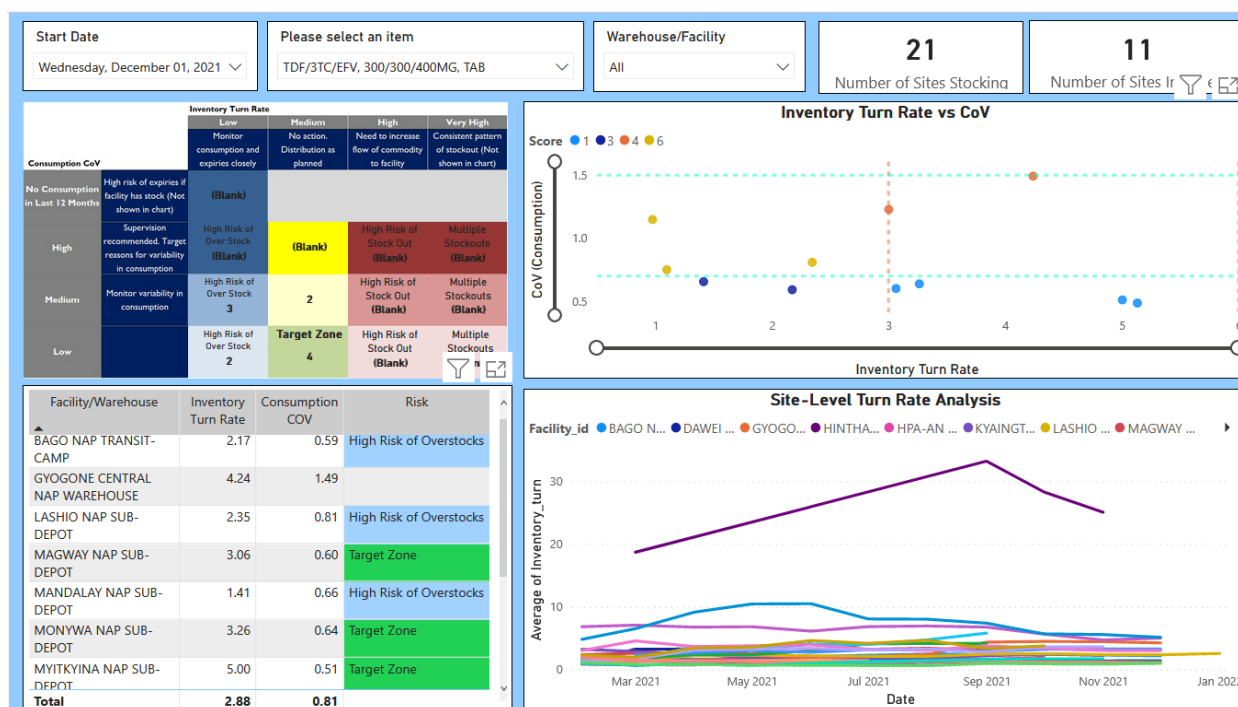 Start Date
Wednesday, December 01, 2021
Please select an item
TDF/3TC/EFV, 300/300/400MG, TAB
Warehouse/Facility
All
21
Number of Sites Stocking
11
Number of Sites
Inventory Turn Rate
Low
Medium
High
Very High
Consumption CoV
Monitor
consumption and
expiries closely
No action.
Distribution as
planned
Need to increase
flow of commodity
to facility
Consistent pattern
of stockout (Not
shown in chart)
No Consumption
in Last 12 Months
High risk of expiries if
facility has stock (Not
shown in chart)
(Blank)
High
Supervision
recommended. Target
reasons for variability
in consumption
High Risk of
Over Stock
(Blank)
(Blank)
High Risk of
Stock Out
(Blank)
Multiple
Stockouts
(Blank)
Medium
Monitor variability in
consumption
High Risk of
Over Stock
3
2
High Risk of
Stock Out
(Blank)
Multiple
Stockouts
(Blank)
Low
High Risk of
Over Stock
2
Target Zone
4
High Risk of
Stock Out
(Blank)
Multiple
Stockouts
Inventory Turn Rate vs CoV
Score 1 3 4 6
CoV (Consumption)
1.5
1.0
0.5
1 2 3 4 5 6
Inventory Turn Rate
Facility/Warehouse
Inventory
Turn Rate
Consumption
COV
Risk
BAGO NAP TRANSIT-
CAMP
2.17 0.59 High Risk of Overstocks
GYOGONE CENTRAL
NAP WAREHOUSE
4.24 1.49
LASHIO NAP SUB-
DEPOT
2.35 0.81 High Risk of Overstocks
MAGWAY NAP SUB-
DEPOT
3.06 0.60 Target Zone
MANDALAY NAP SUB-
DEPOT
1.41 0.66 High Risk of Overstocks
MONYWA NAP SUB-
DEPOT
3.26 0.64 Target Zone
MYITKYINA NAP SUB-
DEPOT
5.00 0.51 Target Zone
Total 2.88 0.81
Site-Level Turn Rate Analysis
Facility_id BAGO N... DAWEI ... GYOGO... HINTHA... HPA-AN ... KYAINGT... LASHIO ... MAGWAY ...
Average of Inventory_turn
30
20
10
0
Mar 2021 May 2021 Jul 2021 Sep 2021 Nov 2021 Jan 2022
Date